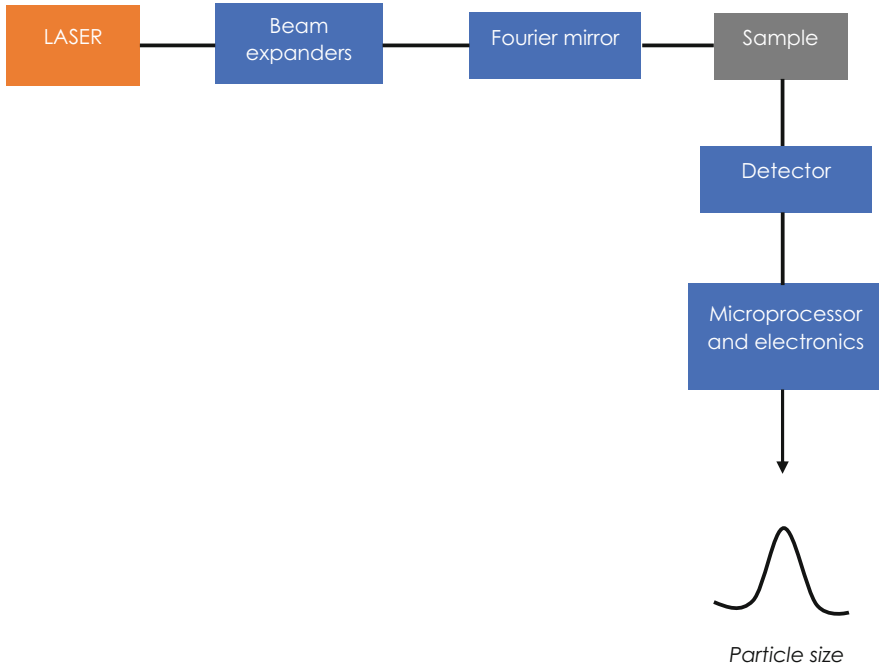 LASER
Beam
expanders
Fourier mirror
Sample
Detector
Microprocessor
and electronics
Particle size